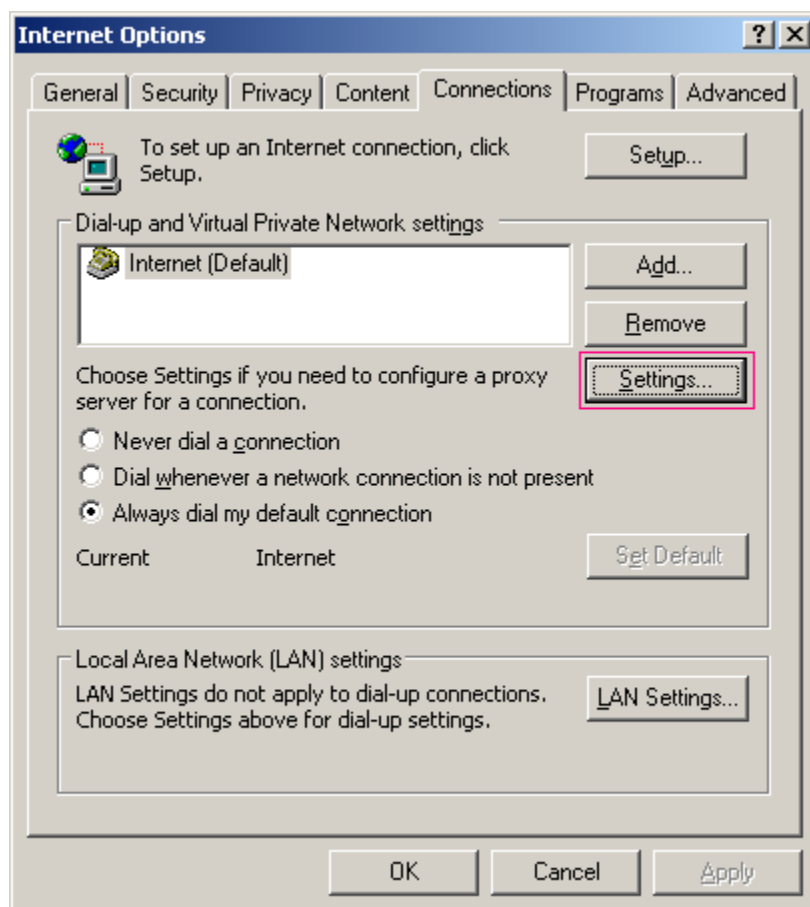 Internet Options
General Security Privacy Content Connections Programs Advanced
To set up an Internet connection, click
Setup.
Setup...
Dial-up and Virtual Private Network settings
Internet (Default)
Add...
Remove
Choose Settings if you need to configure a proxy
server for a connection.
Settings...
Never dial a connection
Dial whenever a network connection is not present
Always dial my default connection
Current Internet
Set Default
Local Area Network (LAN) settings
LAN Settings do not apply to dial-up connections.
Choose Settings above for dial-up settings.
LAN Settings...
OK Cancel Apply